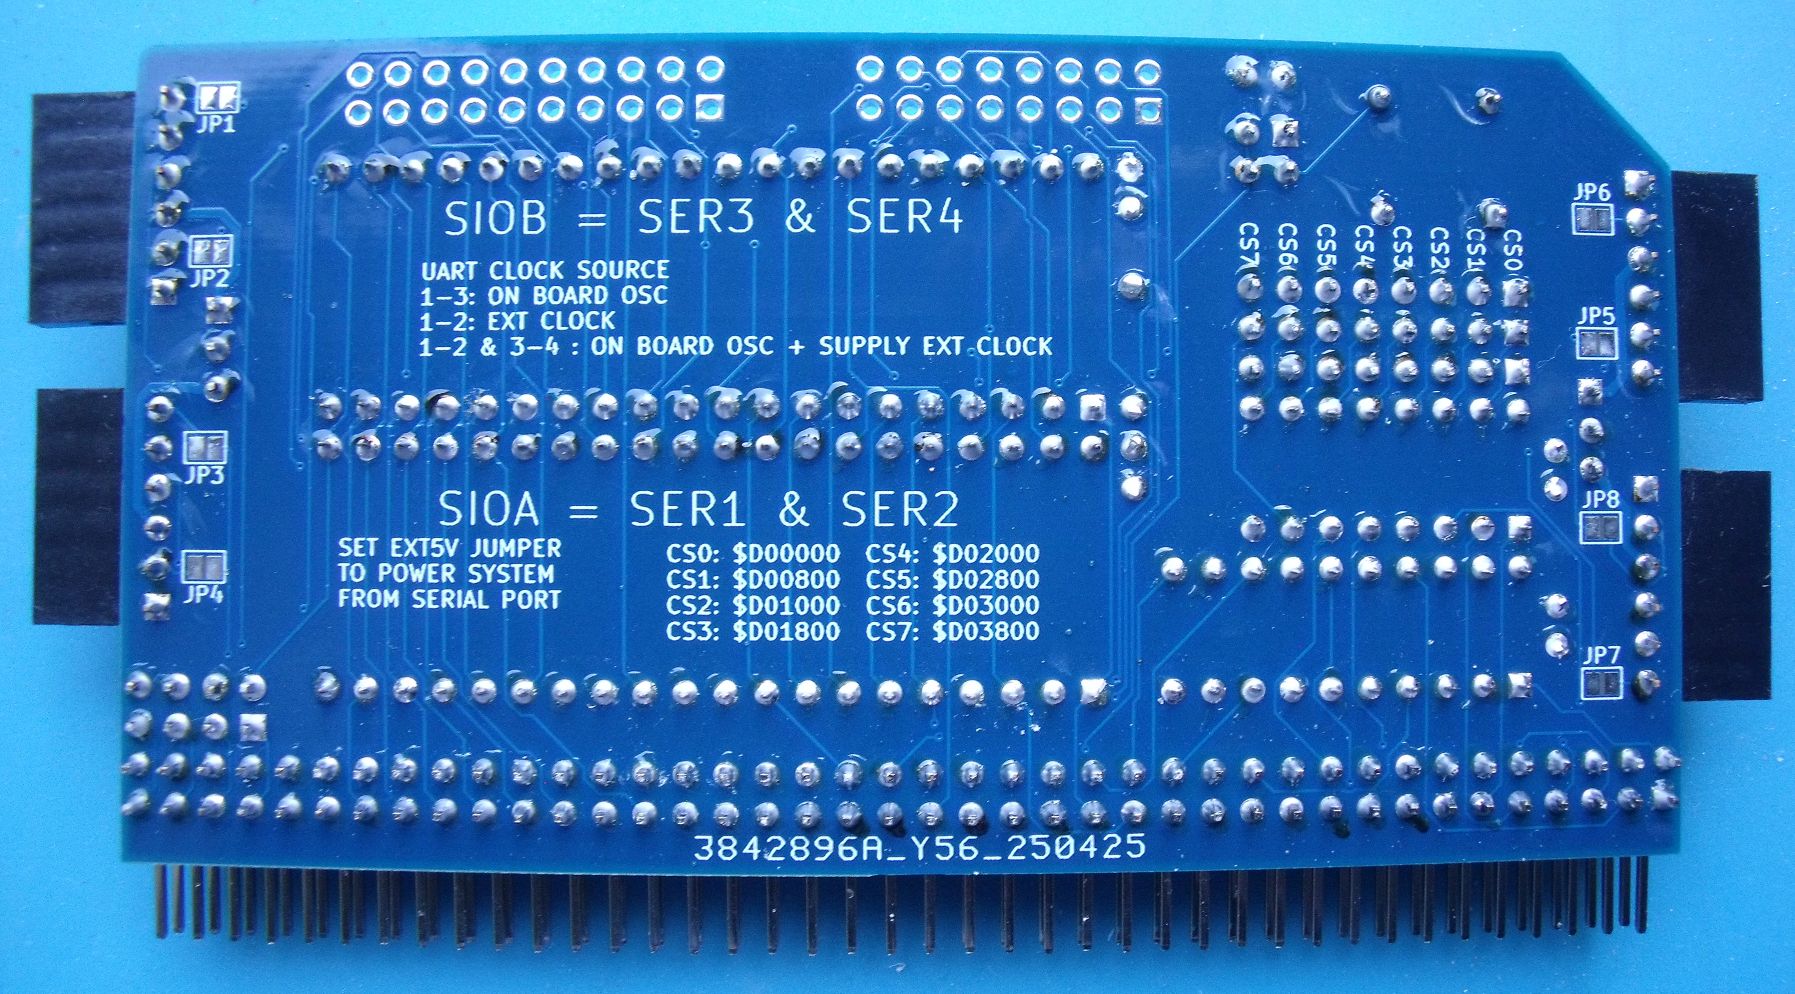 JP1
JP6
SIOB = SER3 & SER4
CS7 CS6 CS5 CS4 CS3 CS2 CS1 CS0
JP2
UART CLOCK SOURCE
1-3: ON BOARD OSC
1-2: EXT CLOCK
1-2 & 3-4 : ON BOARD OSC + SUPPLY EXT CLOCK
JP5
JP3
SIOA = SER1 & SER2
JP8
SET EXT5V JUMPER
TO POWER SYSTEM
FROM SERIAL PORT
CS0: $D00000 CS4: $D02000
CS1: $D00800 CS5: $D02800
CS2: $D01000 CS6: $D03000
CS3: $D01800 CS7: $D03800
JP4
JP7
3842896A_Y56_250425